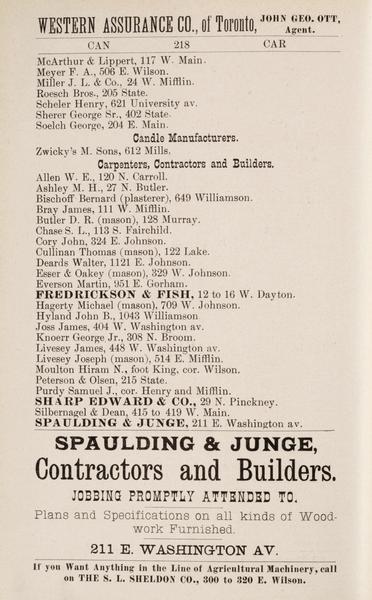 WESTERN ASSURANCE CO., of Toronto, JOHN GEO. OTT, Agent.
CAN 218 CAR
McArthur & Lippert, 117 W. Main.
Meyer F. A., 506 E. Wilson.
Miller J. L. & Co., 24 W. Mifflin.
Roesch Bros., 205 State.
Scheler Henry, 621 University av.
Sherer George Sr., 402 State.
Soelch George, 204 E. Main.
Candle Manufacturers.
Zwicky's M. Sons, 612 Mills.
Carpenters, Contractors and Builders.
Allen W. E., 120 N. Carroll.
Ashley M. H., 27 N. Butler.
Bischoff Bernard (plasterer), 649 Williamson.
Bray James, 111 W. Mifflin.
Butler D. R. (mason), 128 Murray.
Chase S. L., 113 S. Fairchild.
Cory John, 324 E. Johnson.
Cullinan Thomas (mason), 122 Lake.
Deards Walter, 1121 E. Johnson.
Esser & Oakey (mason), 329 W. Johnson.
Everson Martin, 951 E. Gorham.
FREDRICKSON & FISH, 12 to 16 W. Dayton.
Hagerty Michael (mason), 709 W. Johnson.
Hyland John B., 1043 Williamson
Joss James, 404 W. Washington av.
Knoerr George, Jr., 308 N. Broom.
Livesey James, 448 W. Washington av.
Livesey Joseph (mason), 514 E. Mifflin.
Moulton Hiram N., foot King, cor. Wilson.
Peterson & Olsen, 215 State.
Purdy Samuel J., cor. Henry and Mifflin.
SHARP EDWARD & CO., 29 N. Pinckney.
Silbernagel & Dean, 415 to 419 W. Main.
SPAULDING & JUNGE, 211 E. Washington av.
SPAULDING & JUNGE,
Contractors and Builders.
JOBBING PROMPTLY ATTENDED TO.
Plans and Specifications on all kinds of Wood-
work Furnished.
211 E. WASHINGTON AV.
If you Want Anything in the Line of Agricultural Machinery, call
on THE S. L. SHELDON CO., 300 to 320 E. Wilson.